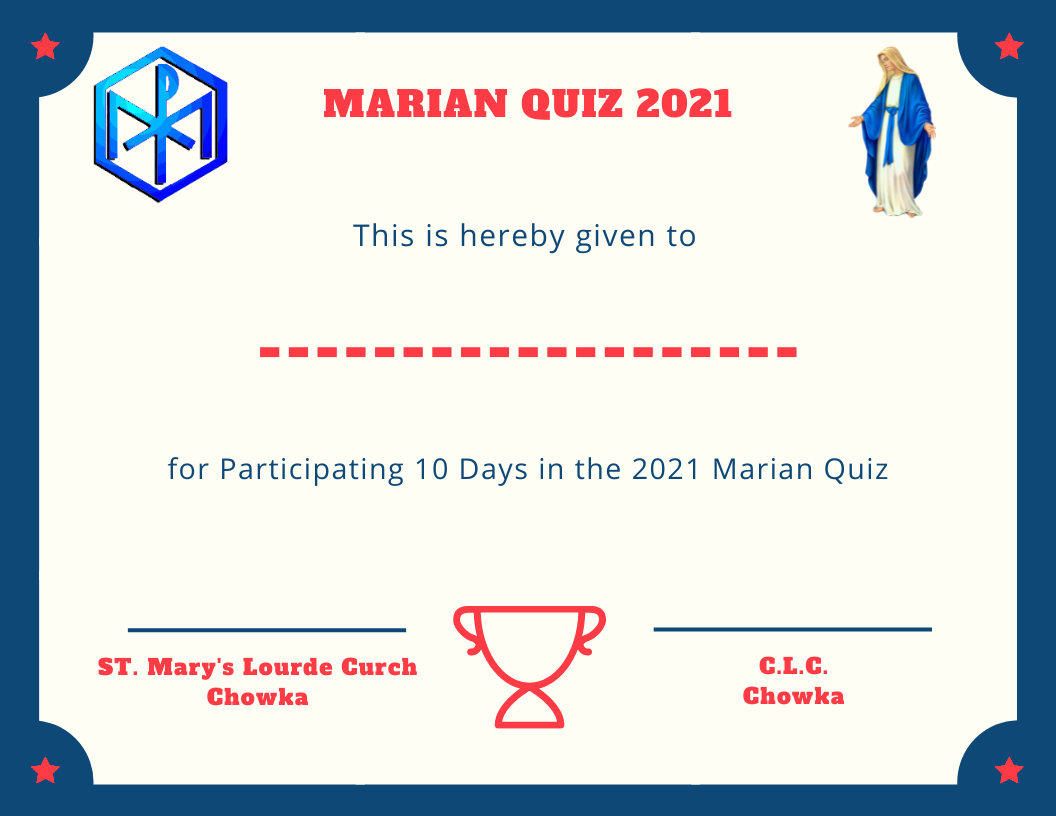 MARIAN QUIZ 2021
This is hereby given to
for Participating 10 Days in the 2021 Marian Quiz
ST. Mary's Lourde Curch
Chowka
C.L.C.
Chowka